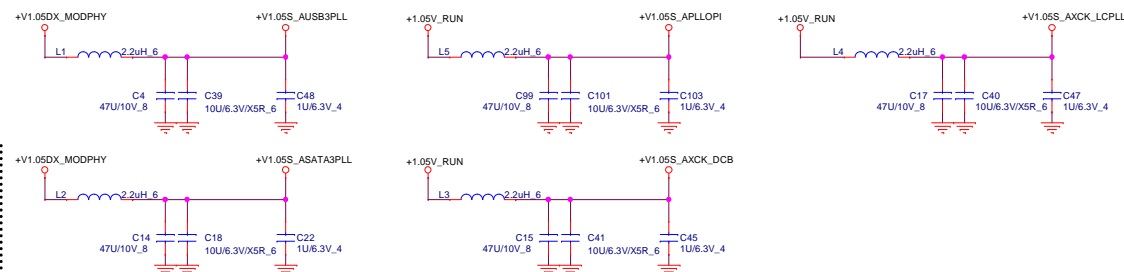 +V1.05DX_MODPHY +V1.05S_AUSB3PLL +1.05V_RUN +V1.05S_APLLOPI +1.05V_RUN +V1.05S_AXCK_LCPLL
L1 2.2uH_6 L5 2.2uH_6 L4 2.2uH_6
C4 C39 C48 C99 C101 C103 C17 C40 C47
47U/10V_8 10U/6.3V/X5R_6 1U/6.3V_4 47U/10V_8 10U/6.3V/X5R_6 1U/6.3V_4 47U/10V_8 10U/6.3V/X5R_6 1U/6.3V_4
+V1.05DX_MODPHY +V1.05S_ASATA3PLL +1.05V_RUN +V1.05S_AXCK_DCB
L2 2.2uH_6 L3 2.2uH_6
C14 C18 C22 C15 C41 C45
47U/10V_8 10U/6.3V/X5R_6 1U/6.3V_4 47U/10V_8 10U/6.3V/X5R_6 1U/6.3V_4